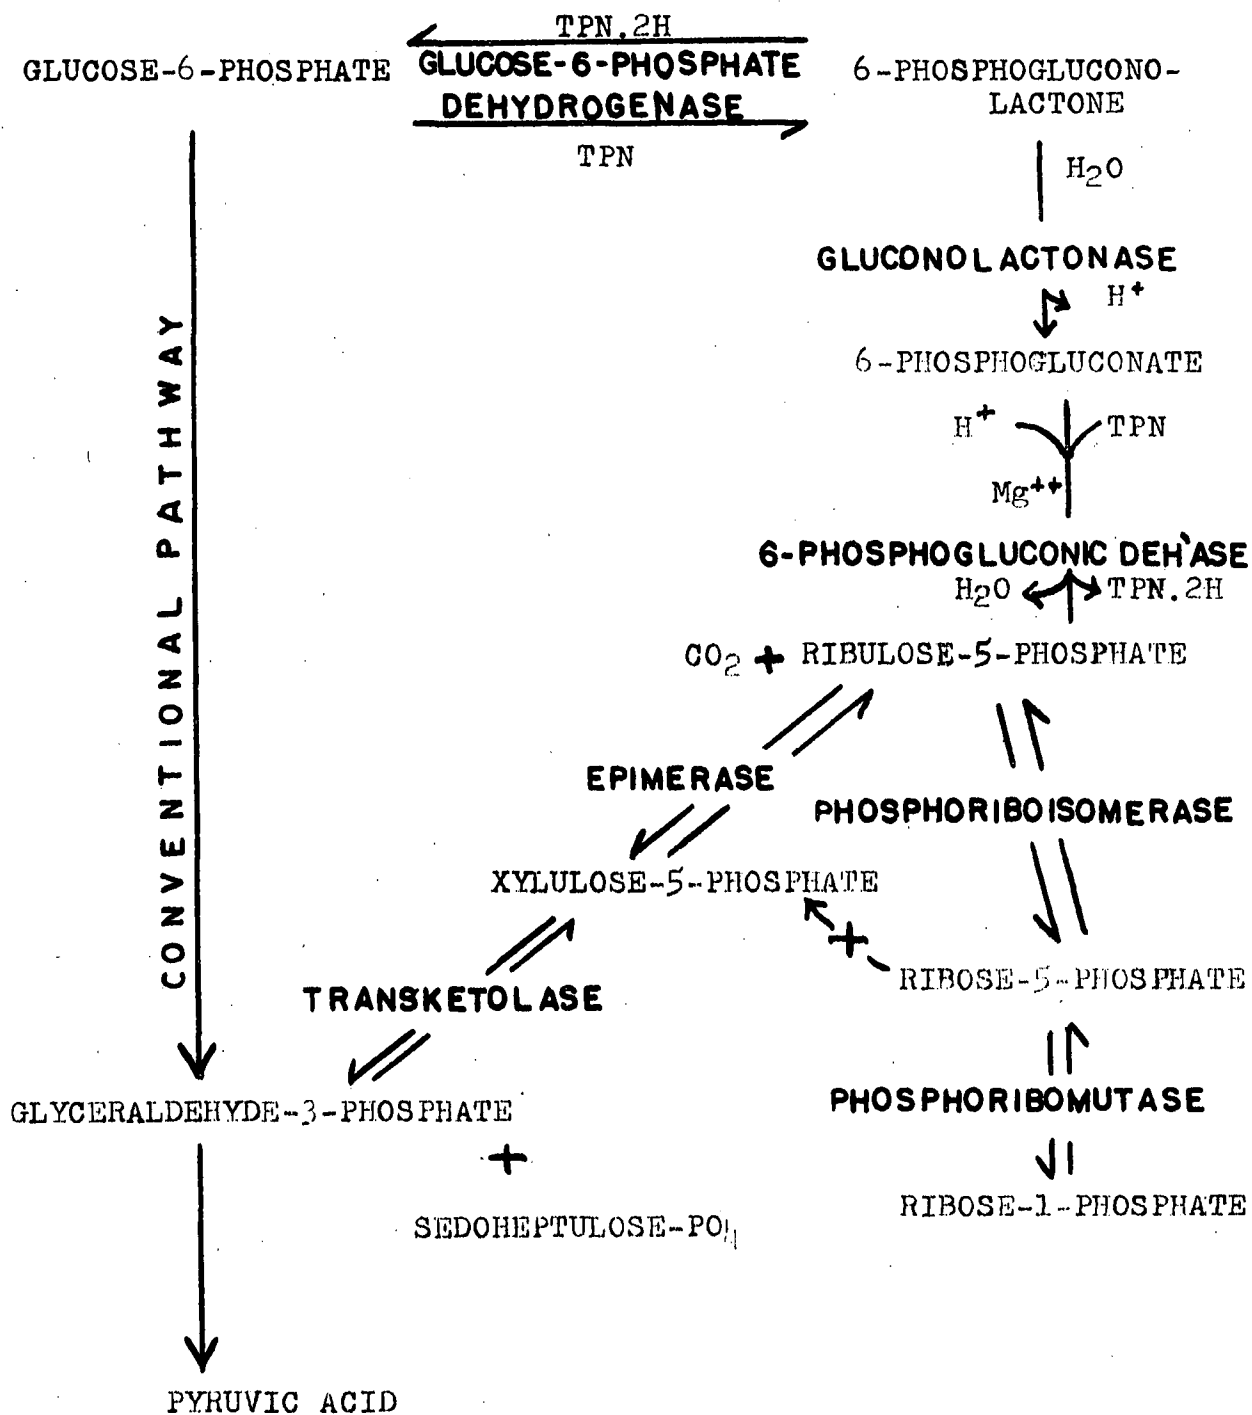 TPN.2H
GLUCOSE-6-PHOSPHATE
GLUCOSE-6-PHOSPHATE
DEHYDROGENASE
6-PHOSPHOGLUCONO-
LACTONE
TPN
H2O
GLUCONOLACTONASE
H+
6-PHOSPHOGLUCONATE
H+
TPN
Mg++
6-PHOSPHOGLUCONIC DEH'ASE
H2O
TPN.2H
CO2 + RIBULOSE-5-PHOSPHATE
CONVENTIONAL PATHWAY
EPIMERASE
PHOSPHORIBOISOMERASE
XYLULOSE-5-PHOSPHATE
+
RIBOSE-5-PHOSPHATE
TRANSKETOLASE
GLYCERALDEHYDE-3-PHOSPHATE
PHOSPHORIBOMUTASE
+
SEDOHEPTULOSE-PO4
RIBOSE-1-PHOSPHATE
PYRUVIC ACID